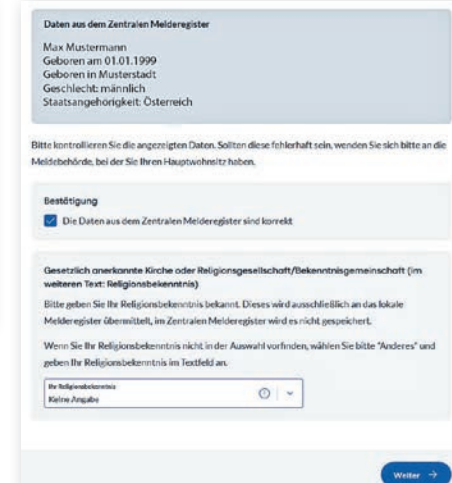 Daten aus dem Zentralen Melderegister
Max Mustermann
Geboren am 01.01.1999
Geboren in Musterstadt
Geschlecht: männlich
Staatsangehörigkeit: Österreich
Bitte kontrollieren Sie die angezeigten Daten. Sollten diese fehlerhaft sein, wenden Sie sich bitte an die
Meldebehörde, bei der Sie Ihren Hauptwohnsitz haben.
Bestätigung
Die Daten aus dem Zentralen Melderegister sind korrekt
Gesetzlich anerkannte Kirche oder Religionsgesellschaft/Bekenntnisgemeinschaft (im
weiteren Text: Religionsbekenntnis)
Bitte geben Sie Ihr Religionsbekenntnis bekannt. Dieses wird ausschließlich an das lokale
Melderegister übermittelt, im Zentralen Melderegister wird es nicht gespeichert.
Wenn Sie Ihr Religionsbekenntnis nicht in der Auswahl vorfinden, wählen Sie bitte "Anderes" und
geben Ihr Religionsbekenntnis im Textfeld an.
Ihr Religionsbekenntnis
Keine Angabe
Weiter →